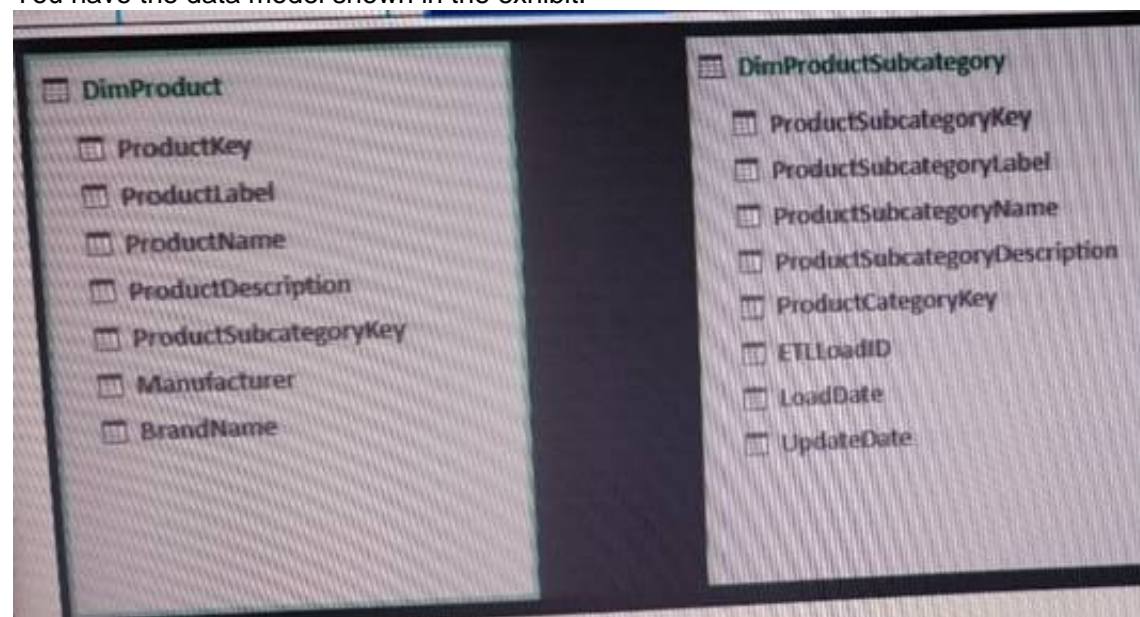 You have the data model shown in the exhibit.
DimProduct
ProductKey
ProductLabel
ProductName
ProductDescription
ProductSubcategoryKey
Manufacturer
BrandName
DimProductSubcategory
ProductSubcategoryKey
ProductSubcategoryLabel
ProductSubcategoryName
ProductSubcategoryDescription
ProductCategoryKey
ETLLoadID
LoadDate
UpdateDate